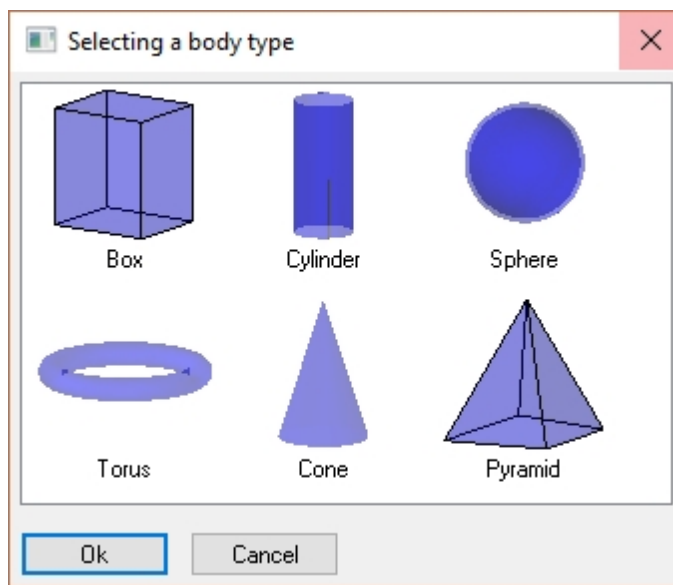 Selecting a body type
Box Cylinder Sphere
Torus Cone Pyramid
Ok Cancel